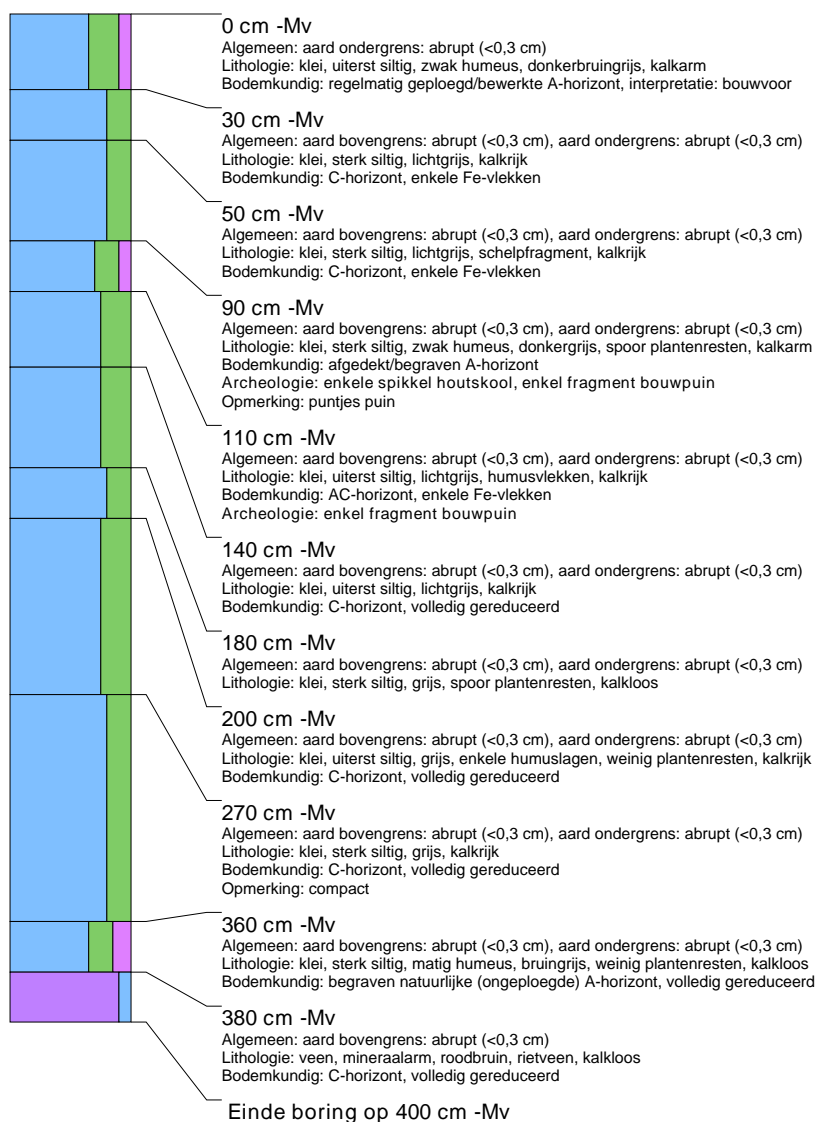 0 cm -Mv
Algemeen: aard ondergrens: abrupt (<0,3 cm)
Lithologie: klei, uiterst siltig, zwak humeus, donkerbruingrijs, kalkarm
Bodemkundig: regelmatig geploegd/bewerkte A-horizont, interpretatie: bouwvoor
30 cm -Mv
Algemeen: aard bovengrens: abrupt (<0,3 cm), aard ondergrens: abrupt (<0,3 cm)
Lithologie: klei, sterk siltig, lichtgrijs, kalkrijk
Bodemkundig: C-horizont, enkele Fe-vlekken
50 cm -Mv
Algemeen: aard bovengrens: abrupt (<0,3 cm), aard ondergrens: abrupt (<0,3 cm)
Lithologie: klei, sterk siltig, lichtgrijs, schelpfragment, kalkrijk
Bodemkundig: C-horizont, enkele Fe-vlekken
90 cm -Mv
Algemeen: aard bovengrens: abrupt (<0,3 cm), aard ondergrens: abrupt (<0,3 cm)
Lithologie: klei, sterk siltig, zwak humeus, donkergrijs, spoor plantenresten, kalkarm
Bodemkundig: afgedekt/begraven A-horizont
Archeologie: enkele spikkel houtskool, enkel fragment bouwpuin
Opmerking: puntjes puin
110 cm -Mv
Algemeen: aard bovengrens: abrupt (<0,3 cm), aard ondergrens: abrupt (<0,3 cm)
Lithologie: klei, uiterst siltig, lichtgrijs, humusvlekken, kalkrijk
Bodemkundig: AC-horizont, enkele Fe-vlekken
Archeologie: enkel fragment bouwpuin
140 cm -Mv
Algemeen: aard bovengrens: abrupt (<0,3 cm), aard ondergrens: abrupt (<0,3 cm)
Lithologie: klei, uiterst siltig, lichtgrijs, kalkrijk
Bodemkundig: C-horizont, volledig gereduceerd
180 cm -Mv
Algemeen: aard bovengrens: abrupt (<0,3 cm), aard ondergrens: abrupt (<0,3 cm)
Lithologie: klei, sterk siltig, grijs, spoor plantenresten, kalkloos
200 cm -Mv
Algemeen: aard bovengrens: abrupt (<0,3 cm), aard ondergrens: abrupt (<0,3 cm)
Lithologie: klei, uiterst siltig, grijs, enkele humuslagen, weinig plantenresten, kalkrijk
Bodemkundig: C-horizont, volledig gereduceerd
270 cm -Mv
Algemeen: aard bovengrens: abrupt (<0,3 cm), aard ondergrens: abrupt (<0,3 cm)
Lithologie: klei, sterk siltig, grijs, kalkrijk
Bodemkundig: C-horizont, volledig gereduceerd
Opmerking: compact
360 cm -Mv
Algemeen: aard bovengrens: abrupt (<0,3 cm), aard ondergrens: abrupt (<0,3 cm)
Lithologie: klei, sterk siltig, matig humeus, bruingrijs, weinig plantenresten, kalkloos
Bodemkundig: begraven natuurlijke (ongeploegde) A-horizont, volledig gereduceerd
380 cm -Mv
Algemeen: aard bovengrens: abrupt (<0,3 cm)
Lithologie: veen, mineraalarm, roodbruin, rietveen, kalkloos
Bodemkundig: C-horizont, volledig gereduceerd
Einde boring op 400 cm -Mv